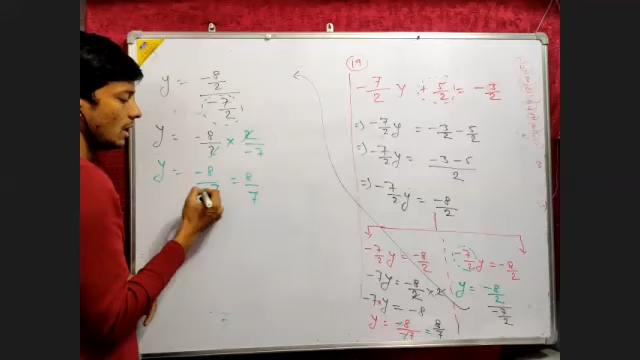 y = -8/2 / -7/2
y = -8/2 × 2/-7
y = -8/-7 = 8/7
(19)
-7/2 y + 5/2 = -3/2
=) -7/2 y = -3/2 - 5/2
=) -7/2 y = -3-5/2
=) -7/2 y = -8/2
-7/2 y = -8/2
-7y = -8/2 × 2
-7×y = -8
y = -8/-7 = 8/7
-7/2 y = -8/2
y = -8/2 / -7/2